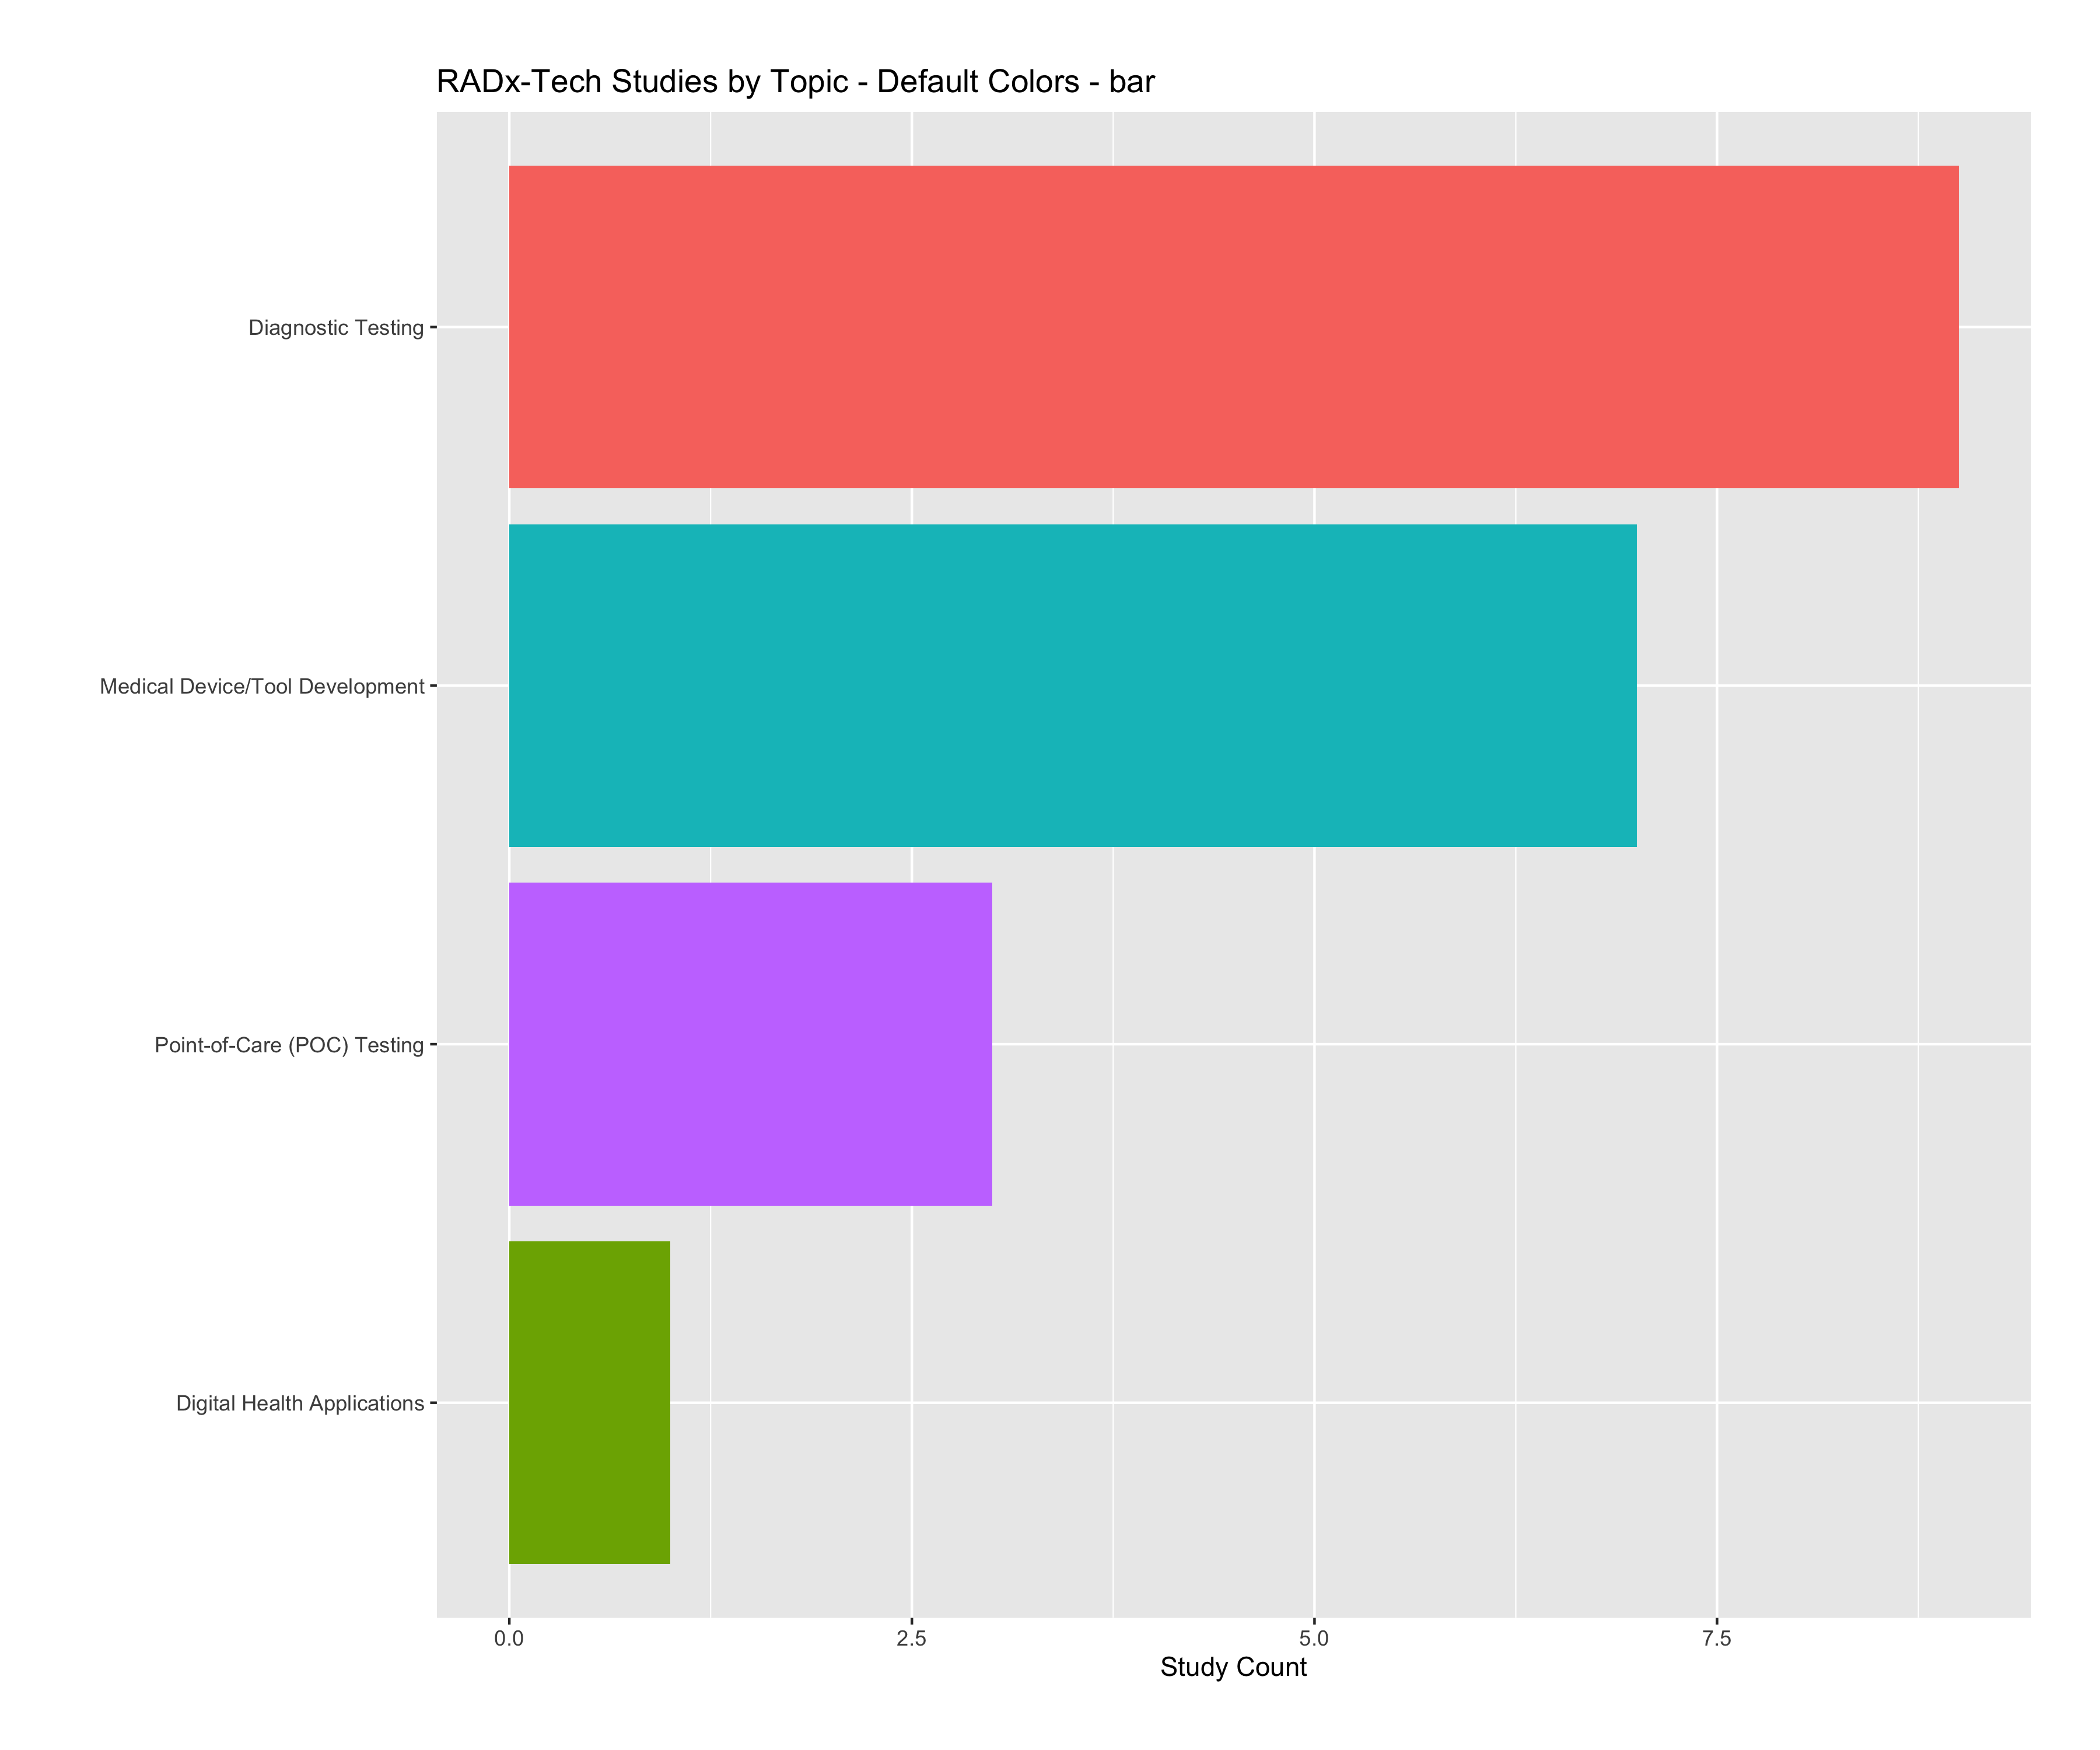 RADx-Tech Studies by Topic - Default Colors - bar
Diagnostic Testing
Medical Device/Tool Development
Point-of-Care (POC) Testing
Digital Health Applications
0.0 2.5 5.0 7.5
Study Count